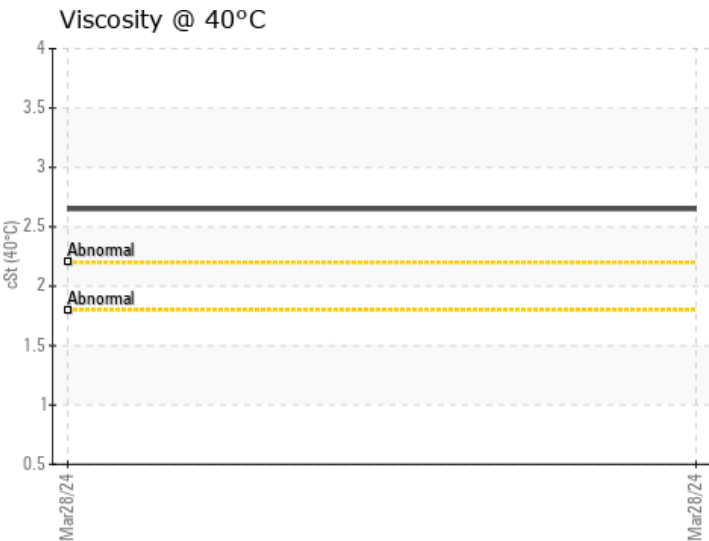 Viscosity @ 40°C
4
3.5
3
2.5
2
1.5
1
0.5
cSt (40°C)
Abnormal
Abnormal
Mar28/24
Mar28/24